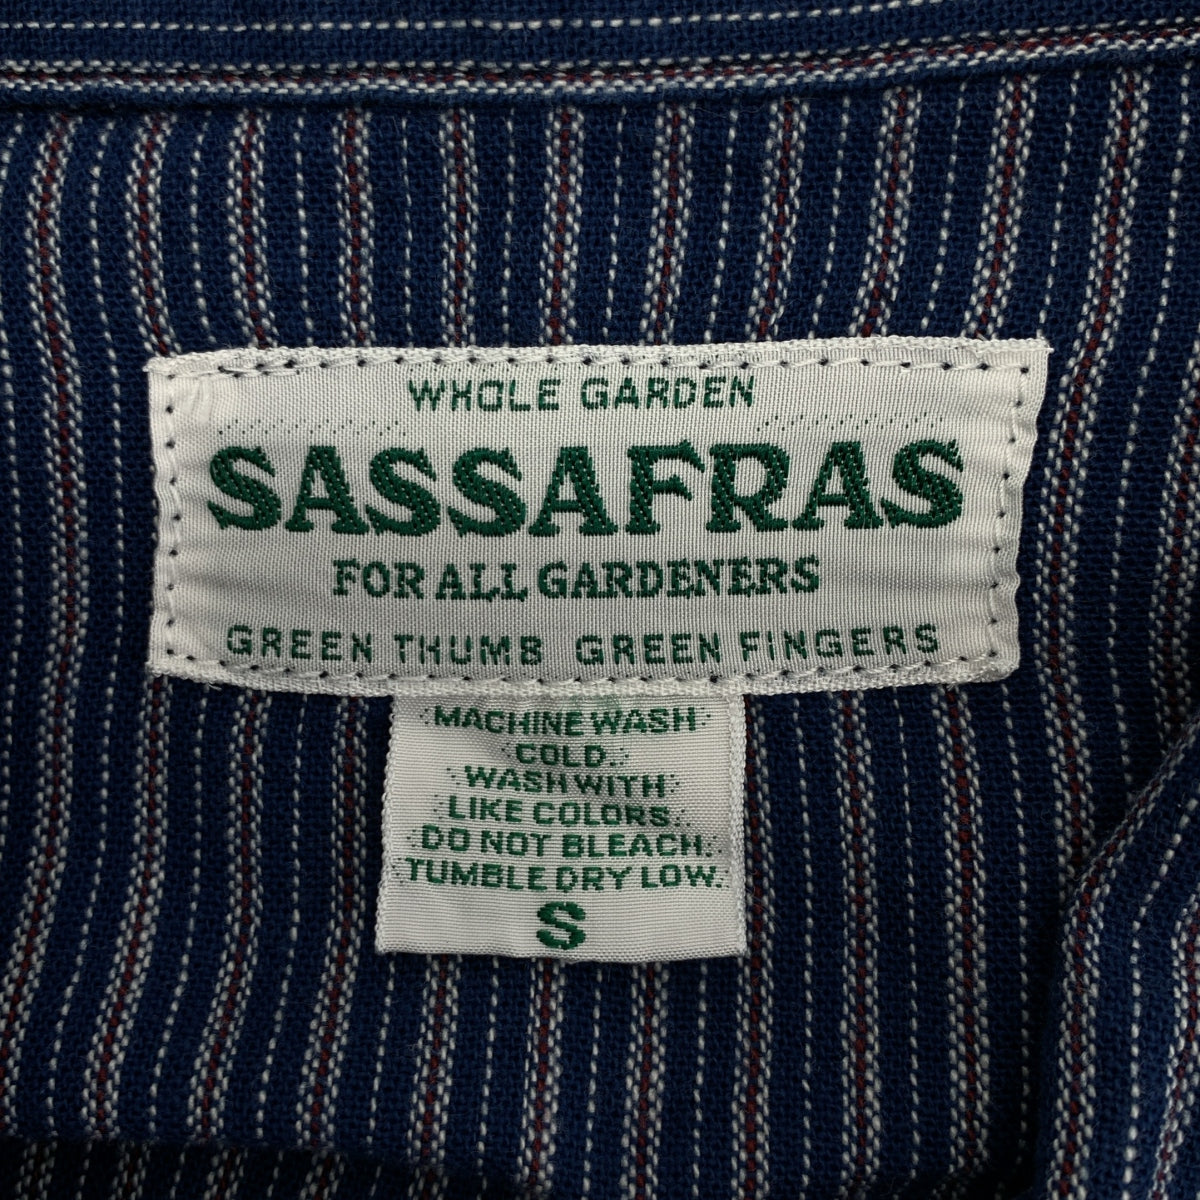 WHOLE GARDEN
SASSAFRAS
FOR ALL GARDENERS
GREEN THUMB GREEN FINGERS
MACHINE WASH
COLD.
WASH WITH
LIKE COLORS.
DO NOT BLEACH.
TUMBLE DRY LOW.
S